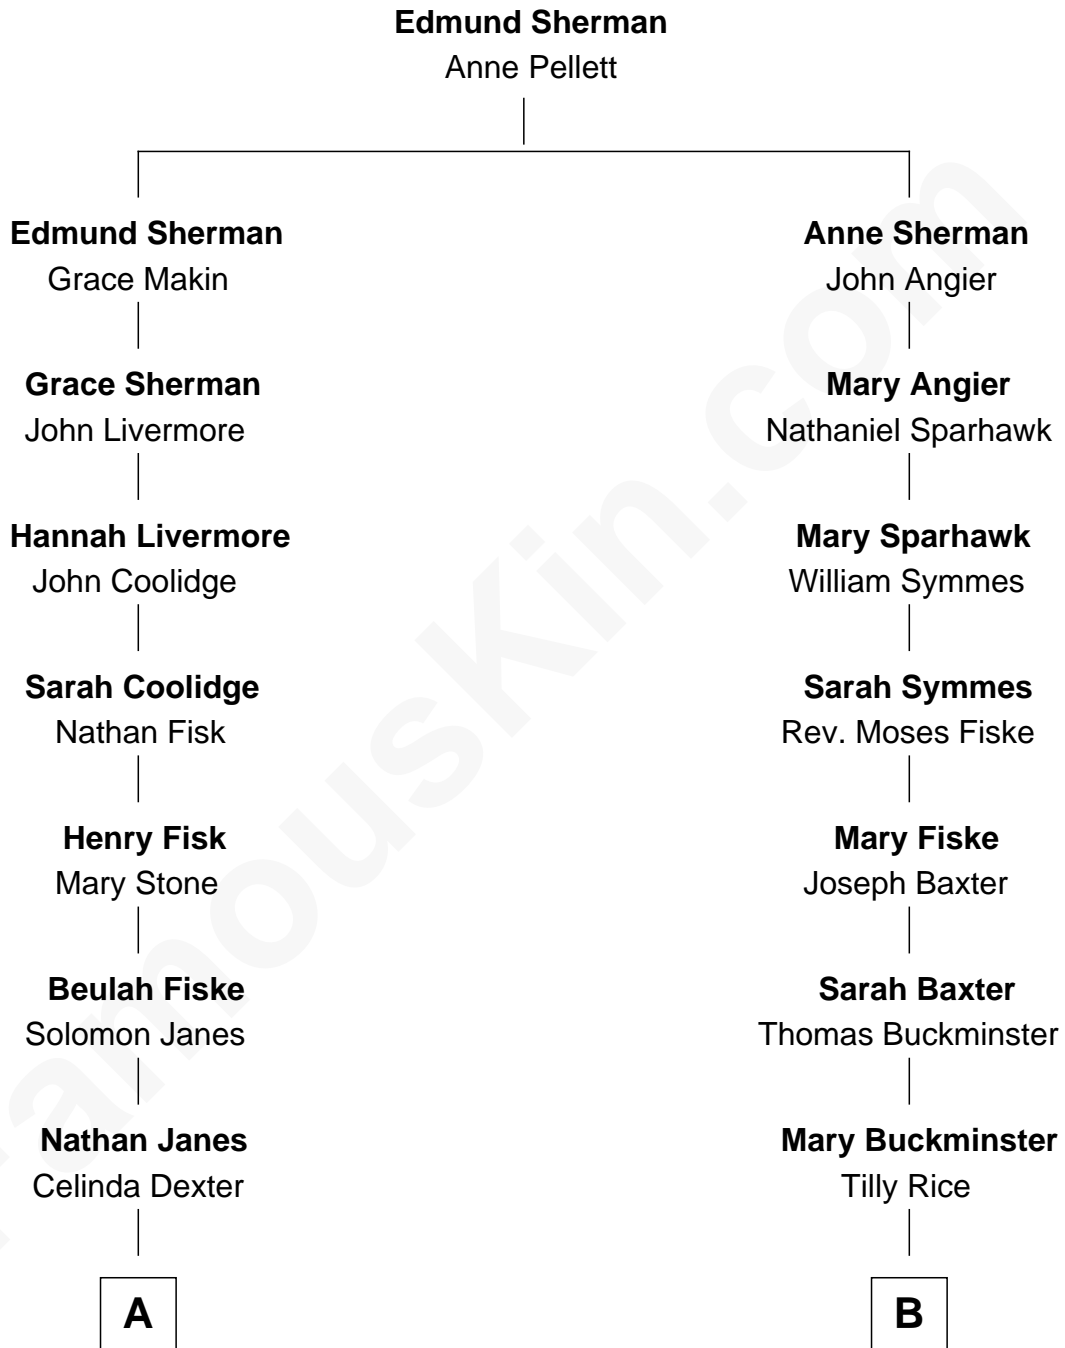 Edmund Sherman
Anne Pellett
Edmund Sherman
Grace Makin
Anne Sherman
John Angier
Grace Sherman
John Livermore
Mary Angier
Nathaniel Sparhawk
Hannah Livermore
John Coolidge
Mary Sparhawk
William Symmes
Sarah Coolidge
Nathan Fisk
Sarah Symmes
Rev. Moses Fiske
Henry Fisk
Mary Stone
Mary Fiske
Joseph Baxter
Beulah Fiske
Solomon Janes
Sarah Baxter
Thomas Buckminster
Nathan Janes
Celinda Dexter
Mary Buckminster
Tilly Rice
A
B
FamousKin.com